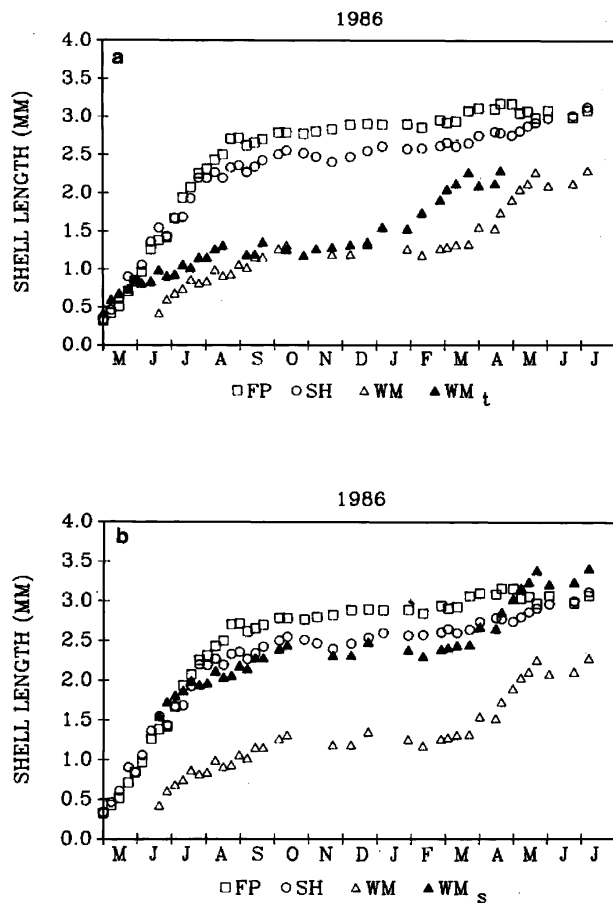 1986
a
4.0
3.5
3.0
2.5
2.0
1.5
1.0
0.5
0.0
SHELL LENGTH (MM)
M J J A S O N D J F M A M J J
□ FP ○ SH △ WM ▲ WM t
1986
b
4.0
3.5
3.0
2.5
2.0
1.5
1.0
0.5
0.0
SHELL LENGTH (MM)
M J J A S O N D J F M A M J J
□ FP ○ SH △ WM ▲ WM s